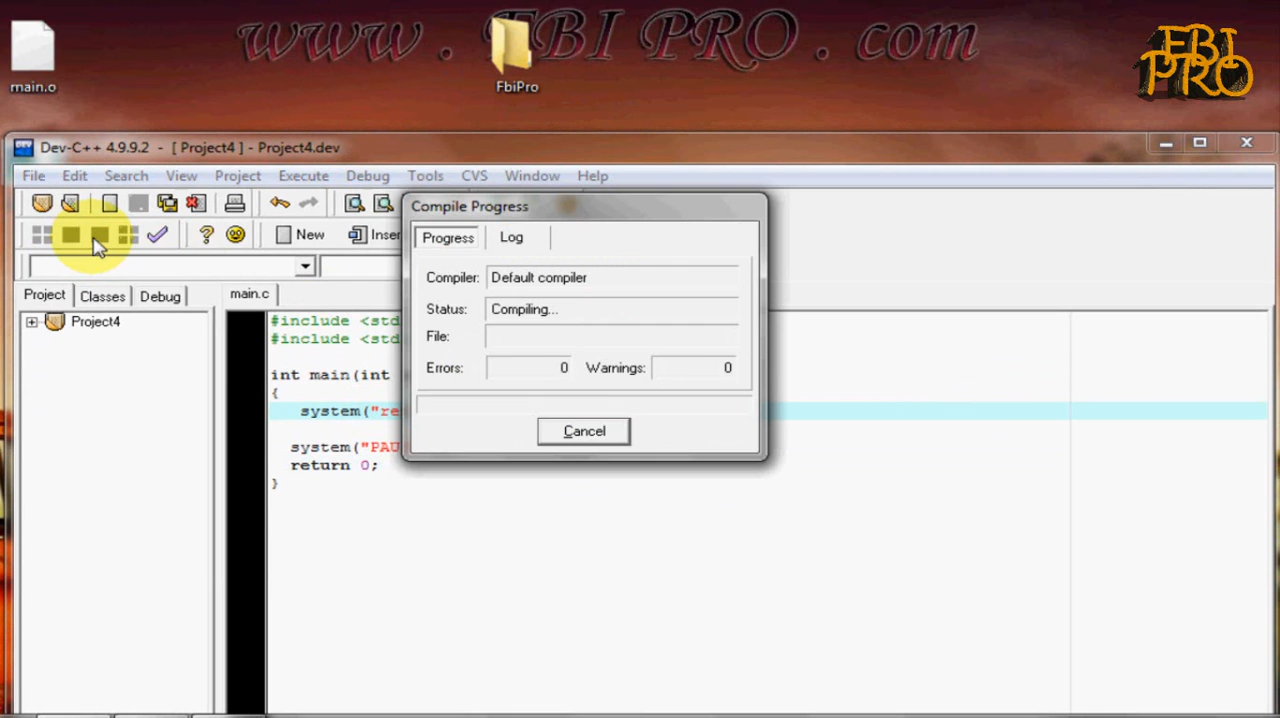 www . FBI PRO . com
FBI
PRO
main.o
FbiPro
Dev-C++ 4.9.9.2 - [ Project4 ] - Project4.dev
File Edit Search View Project Execute Debug Tools CVS Window Help
New
Inser
Compile Progress
Progress Log
Compiler: Default compiler
Status: Compiling...
File:
Errors: 0 Warnings: 0
Cancel
Project Classes Debug
main.c
Project4
#include <std
#include <std
int main(int
{
system("re
system("PAU
return 0;
}